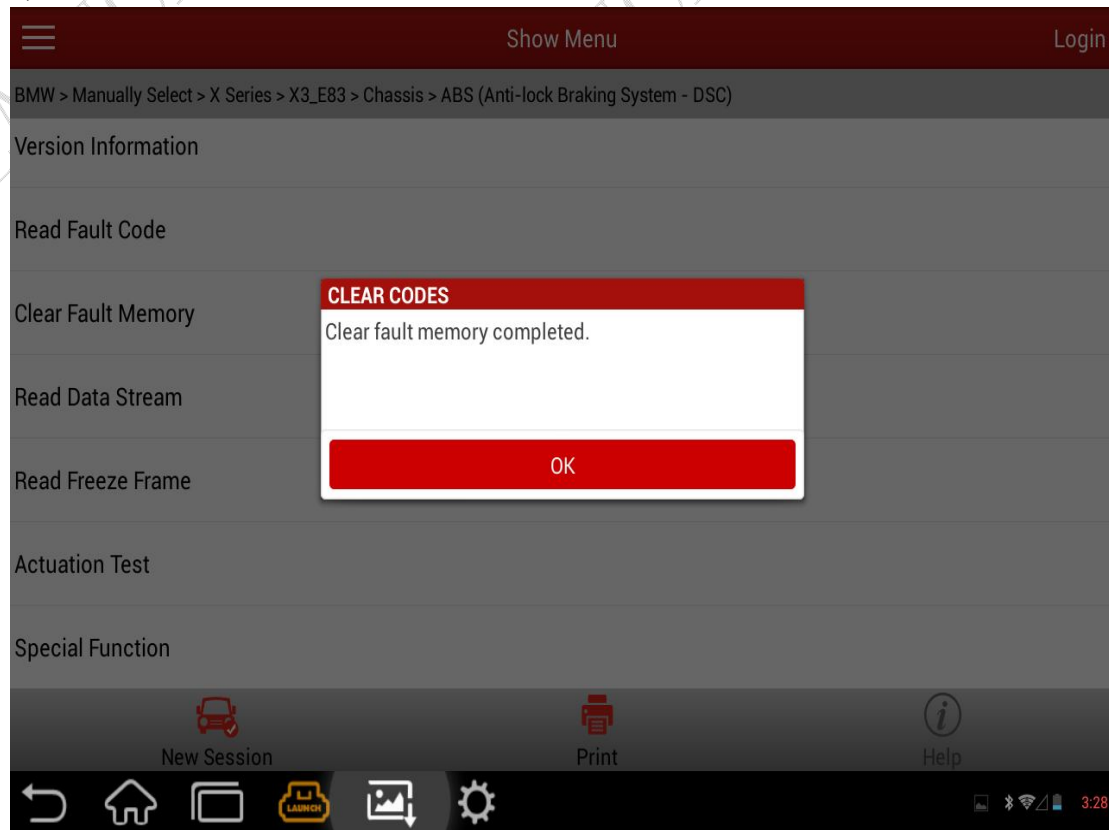 Show Menu
Login
BMW > Manually Select > X Series > X3_E83 > Chassis > ABS (Anti-lock Braking System - DSC)
Version Information
Read Fault Code
Clear Fault Memory
CLEAR CODES
Clear fault memory completed.
OK
Read Data Stream
Read Freeze Frame
Actuation Test
Special Function
New Session
Print
Help
LAUNCH
3:28